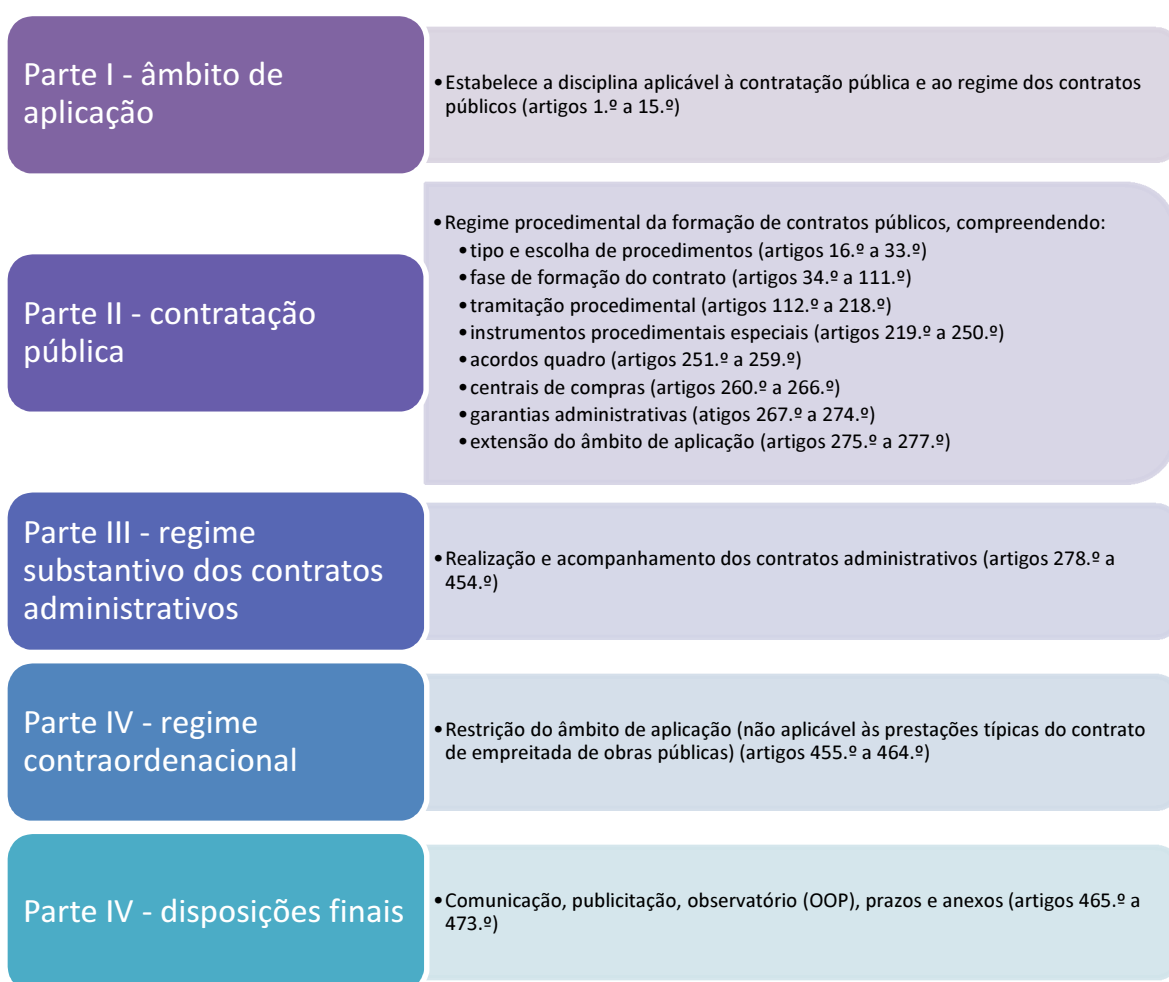 Parte I - âmbito de
aplicação
•Estabelece a disciplina aplicável à contratação pública e ao regime dos contratos
públicos (artigos 1.º a 15.º)
Parte II - contratação
pública
•Regime procedimental da formação de contratos públicos, compreendendo:
•tipo e escolha de procedimentos (artigos 16.º a 33.º)
•fase de formação do contrato (artigos 34.º a 111.º)
•tramitação procedimental (artigos 112.º a 218.º)
•instrumentos procedimentais especiais (artigos 219.º a 250.º)
•acordos quadro (artigos 251.º a 259.º)
•centrais de compras (artigos 260.º a 266.º)
•garantias administrativas (atigos 267.º a 274.º)
•extensão do âmbito de aplicação (artigos 275.º a 277.º)
Parte III - regime
substantivo dos contratos
administrativos
•Realização e acompanhamento dos contratos administrativos (artigos 278.º a
454.º)
Parte IV - regime
contraordenacional
•Restrição do âmbito de aplicação (não aplicável às prestações típicas do contrato
de empreitada de obras públicas) (artigos 455.º a 464.º)
Parte IV - disposições finais
•Comunicação, publicitação, observatório (OOP), prazos e anexos (artigos 465.º a
473.º)